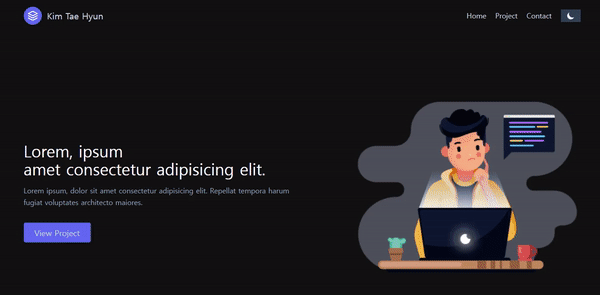 Kim Tae Hyun
Home Project Contact
Lorem, ipsum
amet consectetur adipisicing elit.
Lorem ipsum, dolor sit amet consectetur adipisicing elit. Repellat tempora harum
fugiat voluptates architecto maiores.
View Project